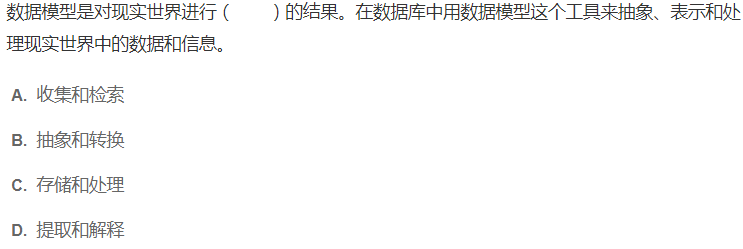 数据模型是对现实世界进行（　　）的结果。在数据库中用数据模型这个工具来抽象、表示和处
理现实世界中的数据和信息。
A. 收集和检索
B. 抽象和转换
C. 存储和处理
D. 提取和解释